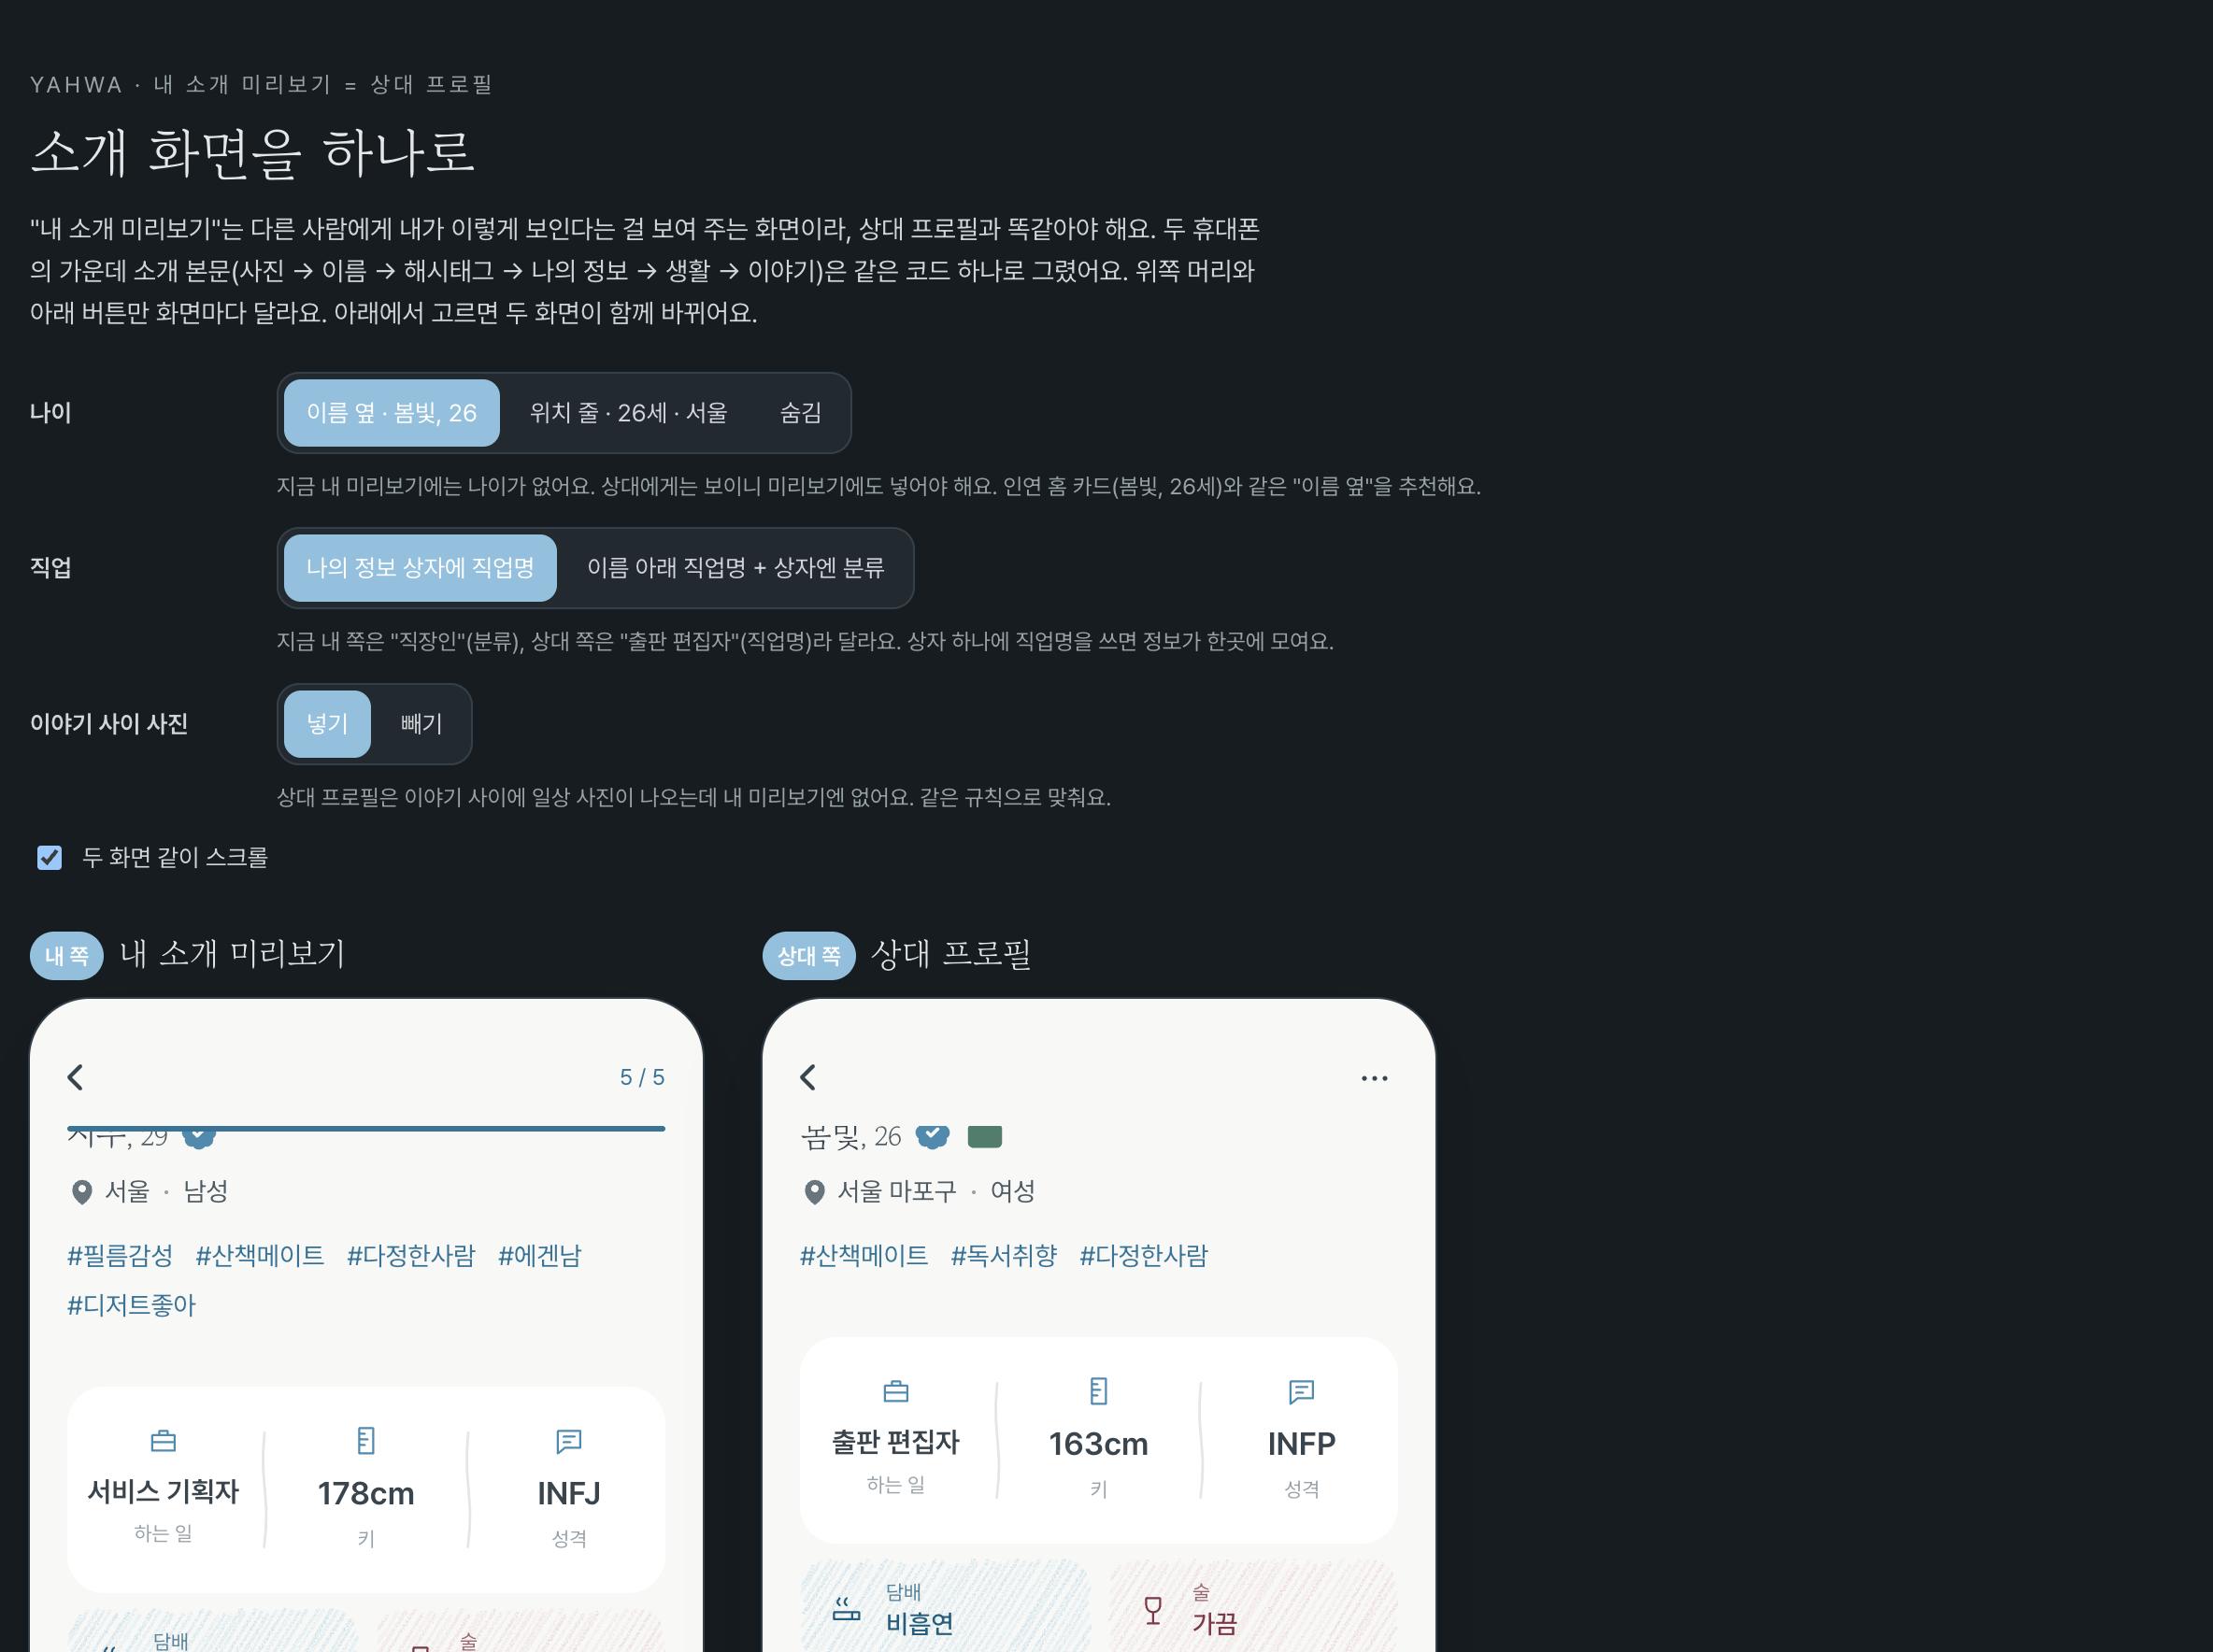 YAHWA · 내 소개 미리보기 = 상대 프로필
소개 화면을 하나로
"내 소개 미리보기"는 다른 사람에게 내가 이렇게 보인다는 걸 보여 주는 화면이라, 상대 프로필과 똑같아야 해요. 두 휴대폰
의 가운데 소개 본문(사진 → 이름 → 해시태그 → 나의 정보 → 생활 → 이야기)은 같은 코드 하나로 그렸어요. 위쪽 머리와
아래 버튼만 화면마다 달라요. 아래에서 고르면 두 화면이 함께 바뀌어요.
나이
이름 옆 · 봄빛, 26
위치 줄 · 26세 · 서울
숨김
지금 내 미리보기에는 나이가 없어요. 상대에게는 보이니 미리보기에도 넣어야 해요. 인연 홈 카드(봄빛, 26세)와 같은 "이름 옆"을 추천해요.
직업
나의 정보 상자에 직업명
이름 아래 직업명 + 상자엔 분류
지금 내 쪽은 "직장인"(분류), 상대 쪽은 "출판 편집자"(직업명)라 달라요. 상자 하나에 직업명을 쓰면 정보가 한곳에 모여요.
이야기 사이 사진
넣기
빼기
상대 프로필은 이야기 사이에 일상 사진이 나오는데 내 미리보기엔 없어요. 같은 규칙으로 맞춰요.
두 화면 같이 스크롤
내 쪽 내 소개 미리보기
5 / 5
29
서울 · 남성
#필름감성 #산책메이트 #다정한사람 #에겐남
#디저트좋아
서비스 기획자
하는 일
178cm
키
INFJ
성격
담배
술
상대 쪽 상대 프로필
봄빛, 26
서울 마포구 · 여성
#산책메이트 #독서취향 #다정한사람
출판 편집자
하는 일
163cm
키
INFP
성격
담배
비흡연
술
가끔